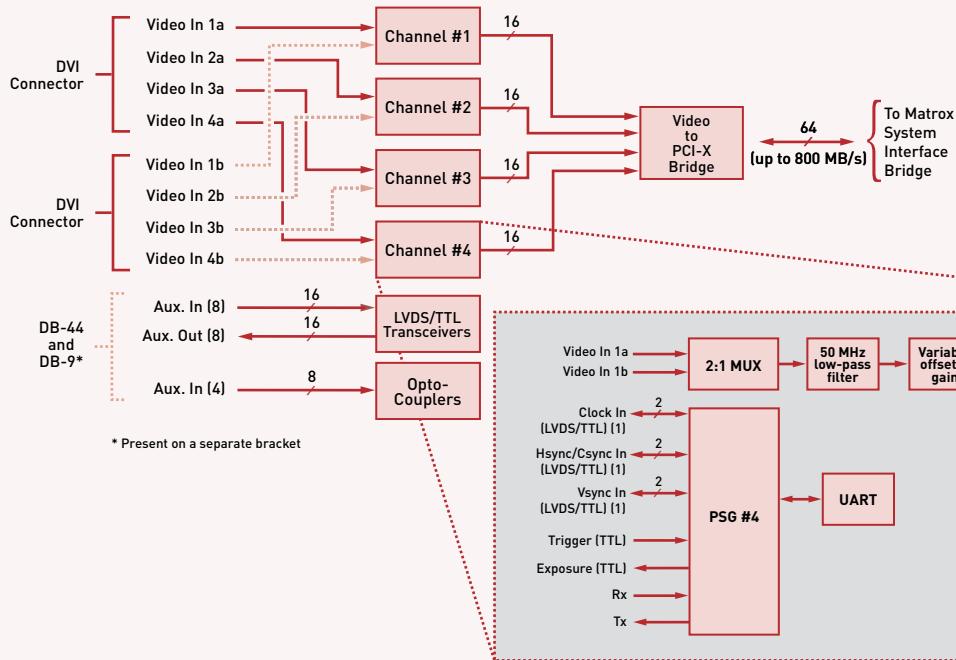 DVI
Connector
Video In 1a
Video In 2a
Video In 3a
Video In 4a
DVI
Connector
Video In 1b
Video In 2b
Video In 3b
Video In 4b
Channel #1
Channel #2
Channel #3
Channel #4
16
16
16
16
Video
to
PCI-X
Bridge
64
(up to 800 MB/s)
To Matrox
System
Interface
Bridge
DB-44
and
DB-9*
Aux. In (8)
16
Aux. Out (8)
16
LVDS/TTL
Transceivers
Aux. In (4)
8
Opto-
Couplers
* Present on a separate bracket
Video In 1a
Video In 1b
2:1 MUX
50 MHz
low-pass
filter
Variab
offset
gain
Clock In
(LVDS/TTL) (1)
2
Hsync/Csync In
(LVDS/TTL) (1)
2
Vsync In
(LVDS/TTL) (1)
2
Trigger (TTL)
Exposure (TTL)
Rx
Tx
PSG #4
UART